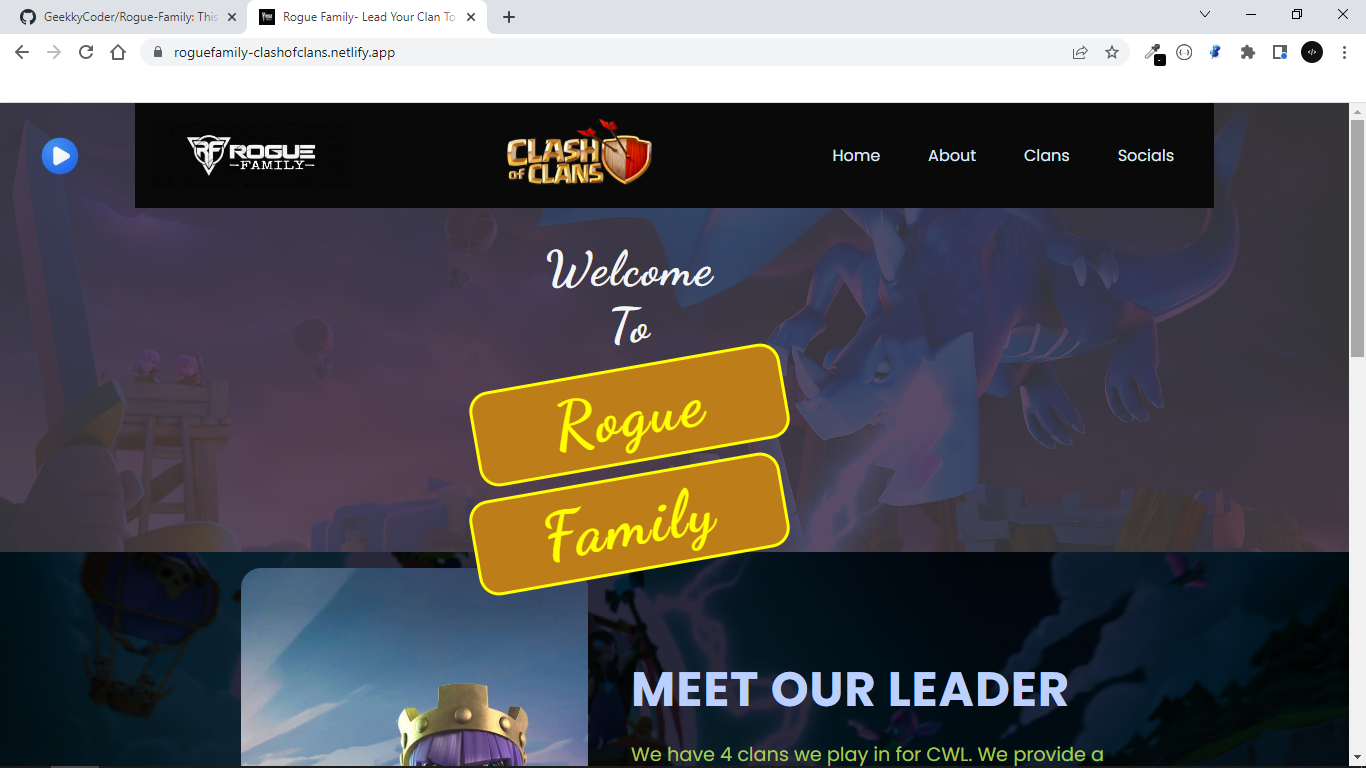 GeekkyCoder/Rogue-Family: This
Rogue Family- Lead Your Clan To
roguefamily-clashofclans.netlify.app
RF ROGUE
FAMILY
CLASH
OF CLANS
Home About Clans Socials
Welcome
To
Rogue
Family
MEET OUR LEADER
We have 4 clans we play in for CWL. We provide a